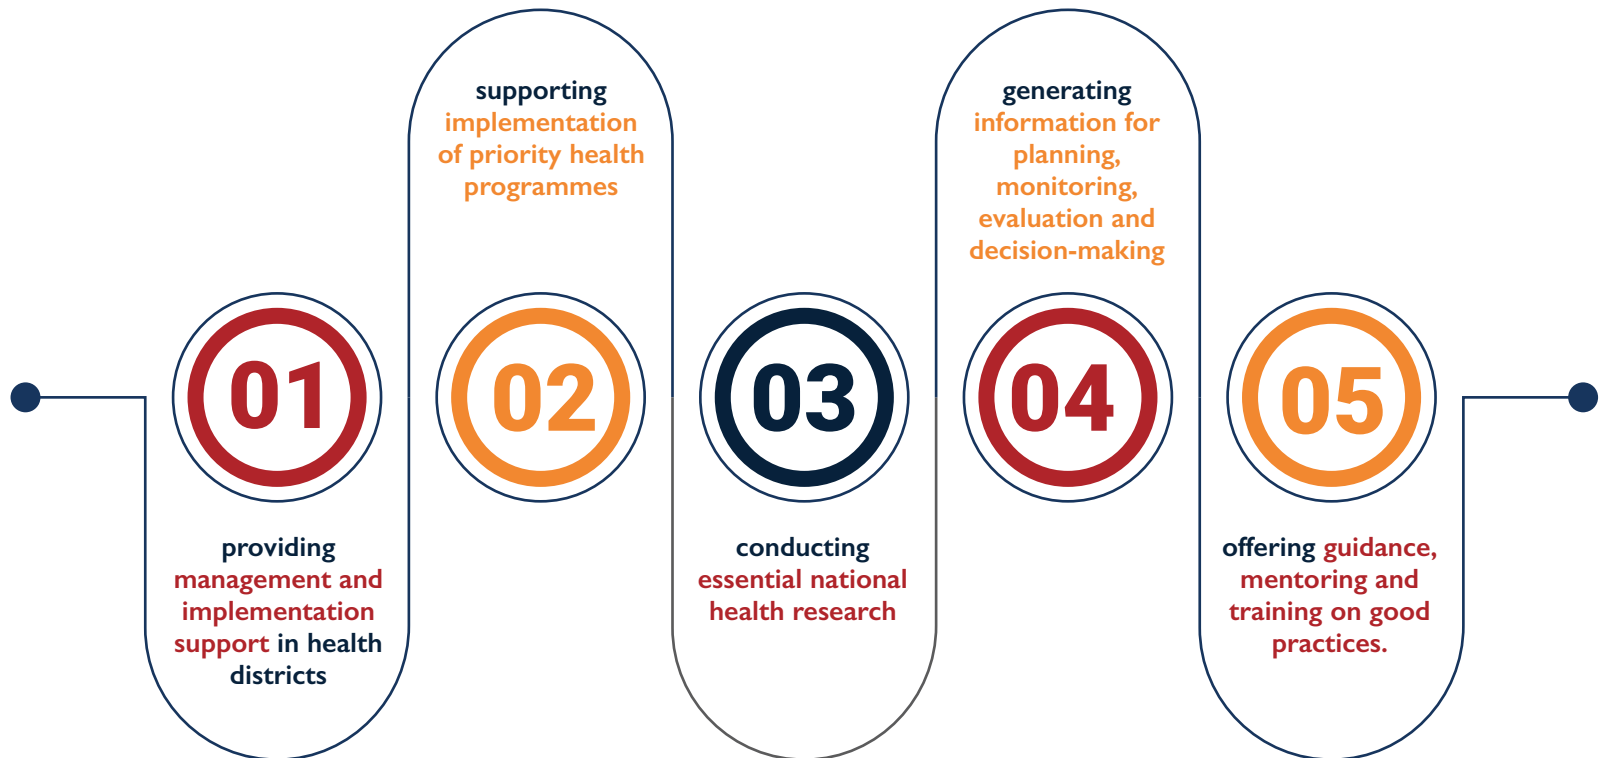 01
providing
management and
implementation
support in health
districts
supporting
implementation
of priority health
programmes
02
03
conducting
essential national
health research
generating
information for
planning,
monitoring,
evaluation and
decision-making
04
05
offering guidance,
mentoring and
training on good
practices.